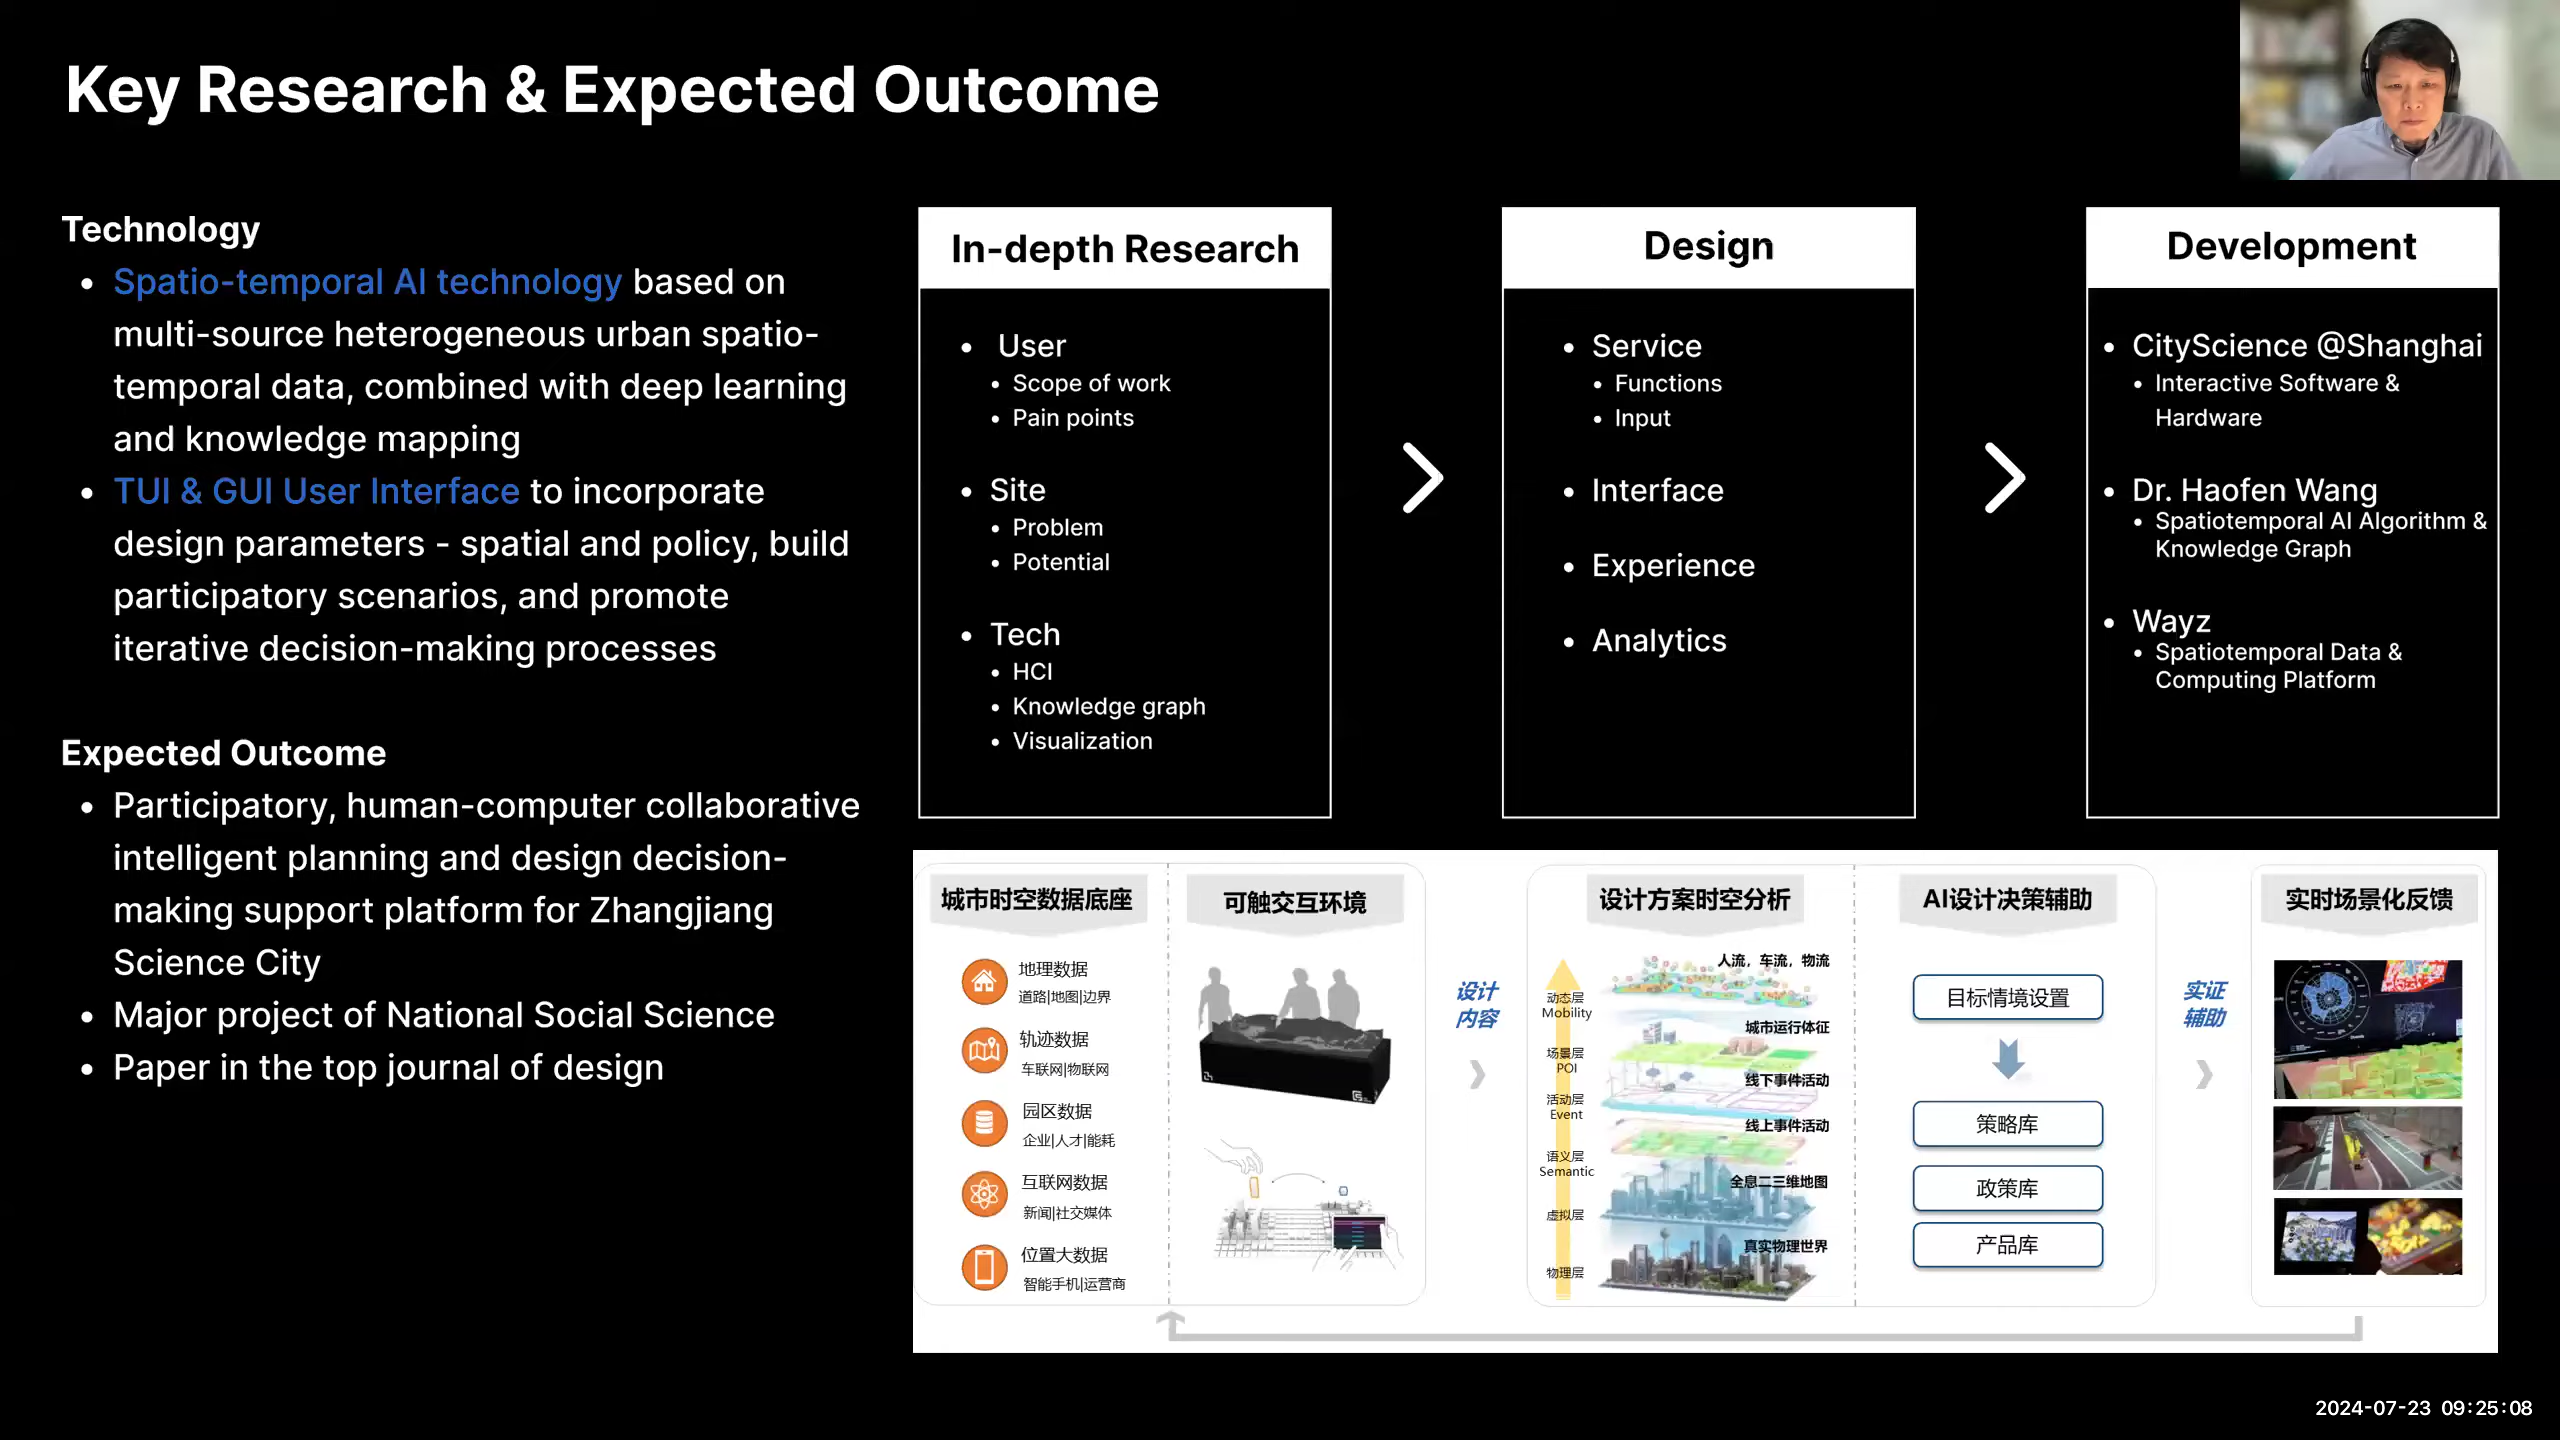 Key Research & Expected Outcome
Technology
Spatio-temporal AI technology based on
multi-source heterogeneous urban spatio-
temporal data, combined with deep learning
and knowledge mapping
TUI & GUI User Interface to incorporate
design parameters - spatial and policy, build
participatory scenarios, and promote
iterative decision-making processes
Expected Outcome
Participatory, human-computer collaborative
intelligent planning and design decision-
making support platform for Zhangjiang
Science City
Major project of National Social Science
Paper in the top journal of design
In-depth Research
User
Scope of work
Pain points
Site
Problem
Potential
Tech
HCI
Knowledge graph
Visualization
Design
Service
Functions
Input
Interface
Experience
Analytics
Development
CityScience @Shanghai
Interactive Software &
Hardware
Dr. Haofen Wang
Spatiotemporal AI Algorithm &
Knowledge Graph
Wayz
Spatiotemporal Data &
Computing Platform
城市时空数据底座
地理数据
道路|地图|边界
轨迹数据
车联网|物联网
园区数据
企业|人才|能耗
互联网数据
新闻|社交媒体
位置大数据
智能手机|运营商
可触交互环境
设计
内容
设计方案时空分析
人流，车流，物流
动态层
Mobility
城市运行体征
场景层
POI
线下事件活动
活动层
Event
线上事件活动
语义层
Semantic
全息二三维地图
虚拟层
真实物理世界
物理层
AI设计决策辅助
目标情境设置
策略库
政策库
产品库
实证
辅助
实时场景化反馈
2024-07-23 09:25:08